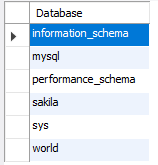 Database
information_schema
mysql
performance_schema
sakila
sys
world